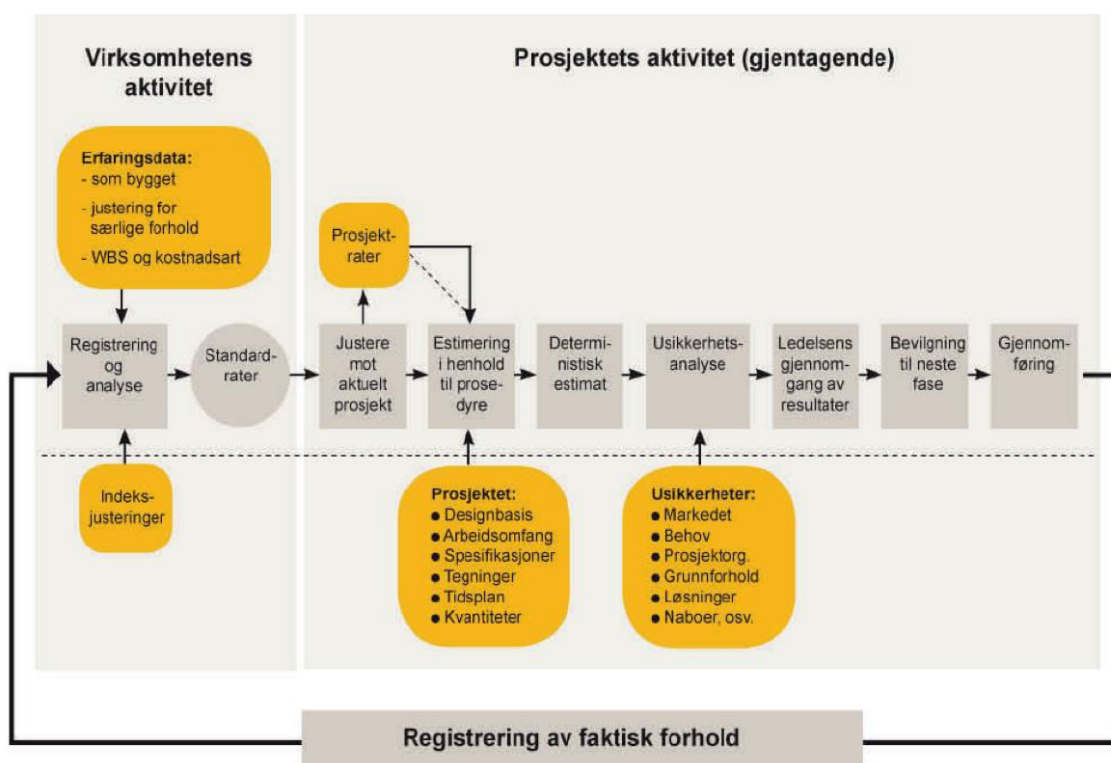 Virksomhetens
aktivitet
Prosjektets aktivitet (gjentagende)
Erfaringsdata:
- som bygget
- justering for
særlige forhold
- WBS og kostnadsart
Prosjekt-
rater
Registrering
og
analyse
Standard-
rater
Justere
mot
aktuelt
prosjekt
Estimering
i henhold
til prose-
dyre
Determi-
nistisk
estimat
Usikkerhets-
analyse
Ledelsens
gjennom-
gang av
resultater
Bevilgning
til neste
fase
Gjennom-
føring
Indeks-
justeringer
Prosjektet:
● Designbasis
● Arbeidsomfang
● Spesifikasjoner
● Tegninger
● Tidsplan
● Kvantiteter
Usikkerheter:
● Markedet
● Behov
● Prosjektorg.
● Grunnforhold
● Løsninger
● Naboer, osv.
Registrering av faktisk forhold